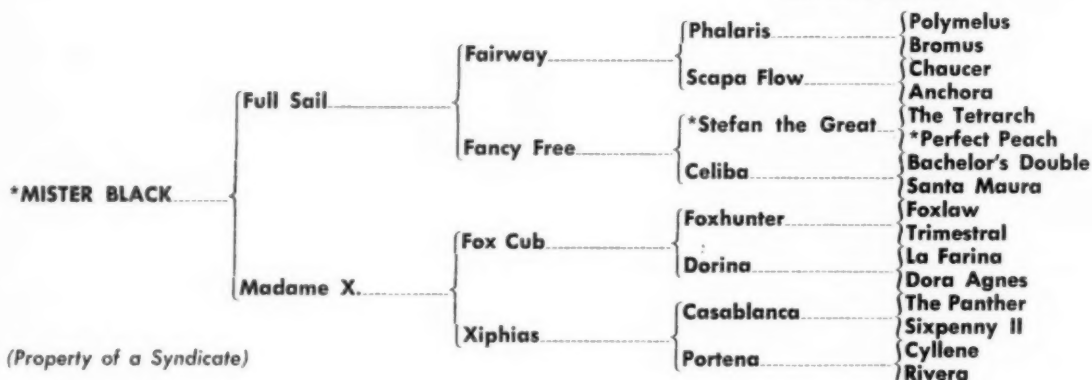 Polymelus
Phalaris
Bromus
Fairway
Chaucer
Scapa Flow
Anchora
Full Sail
The Tetrarch
*Stefan the Great
*Perfect Peach
Fancy Free
Bachelor's Double
Celiba
Santa Maura
*MISTER BLACK
Foxlaw
Foxhunter
Trimestral
Fox Cub
La Farina
Dorina
Dora Agnes
Madame X.
The Panther
Casablanca
Sixpenny II
Xiphias
Cyllene
(Property of a Syndicate)
Portena
Rivera